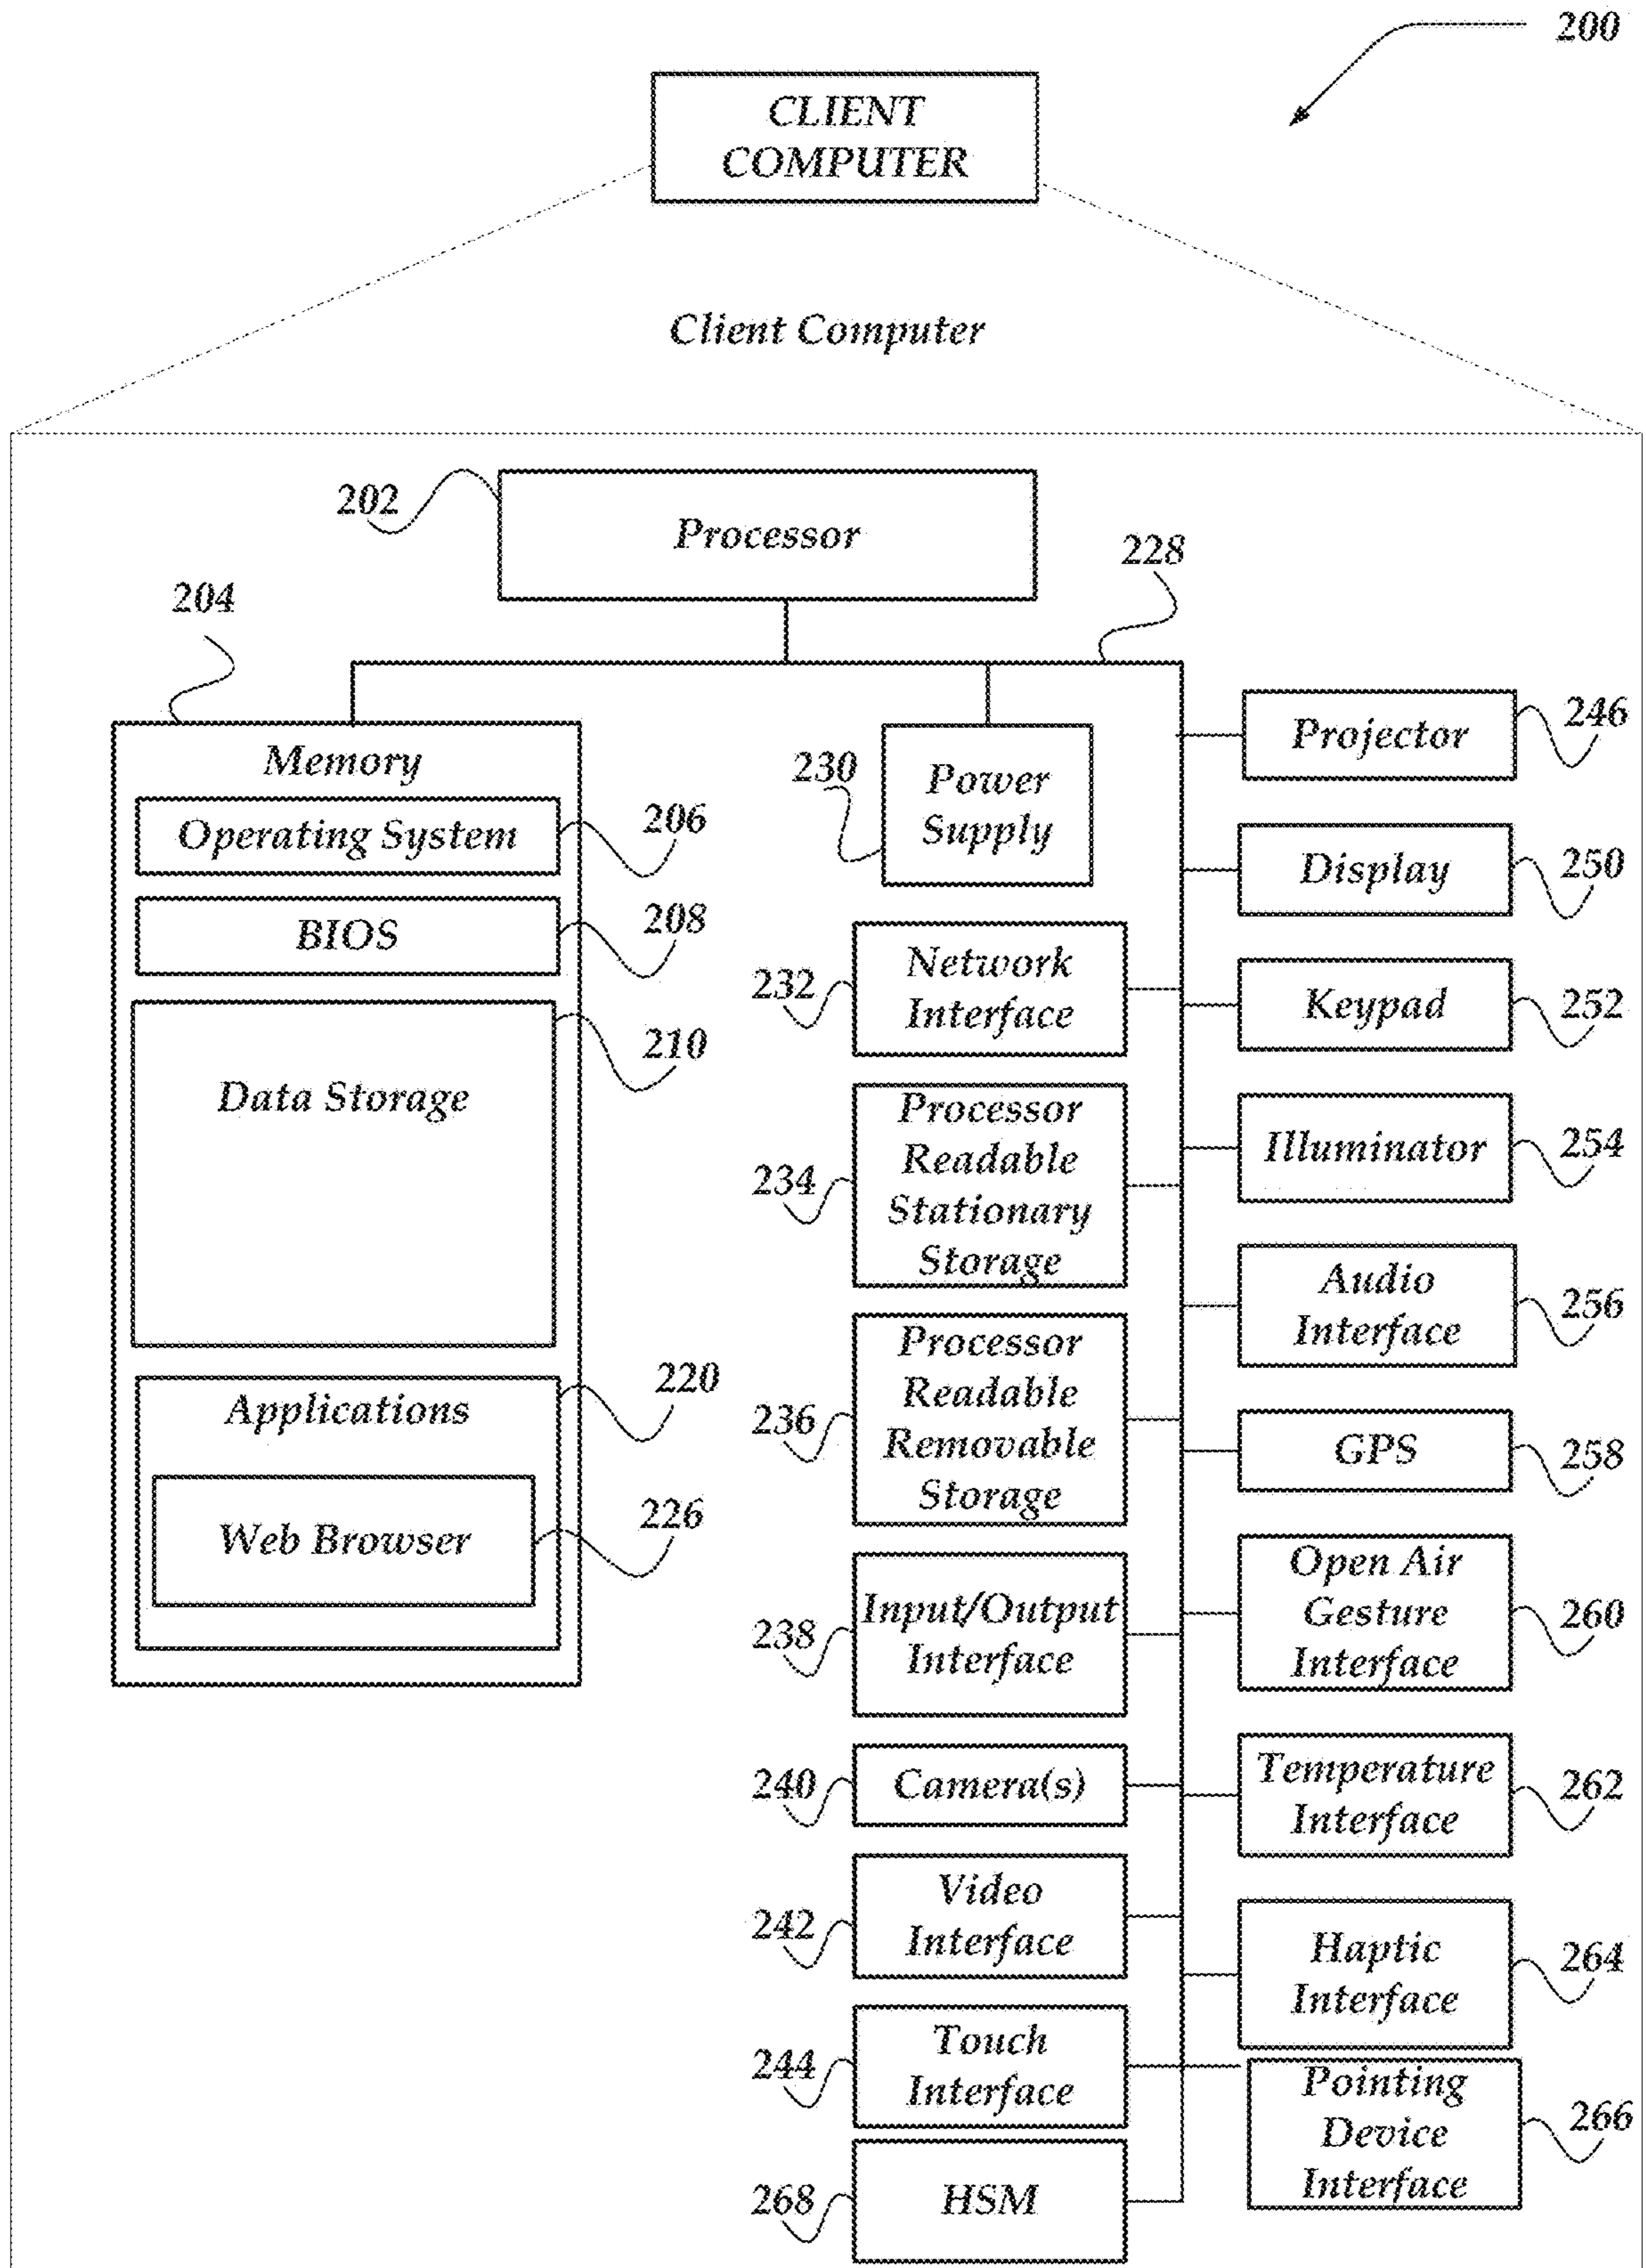 200
CLIENT
COMPUTER
Client Computer
202
Processor
228
204
Memory
Operating System
206
BIOS
208
Data Storage
210
Applications
220
Web Browser
226
230
Power
Supply
232
Network
Interface
234
Processor
Readable
Stationary
Storage
236
Processor
Readable
Removable
Storage
238
Input/Output
Interface
240
Camera(s)
242
Video
Interface
244
Touch
Interface
268
HSM
Projector
246
Display
250
Keypad
252
Illuminator
254
Audio
Interface
256
GPS
258
Open Air
Gesture
Interface
260
Temperature
Interface
262
Haptic
Interface
264
Pointing
Device
Interface
266